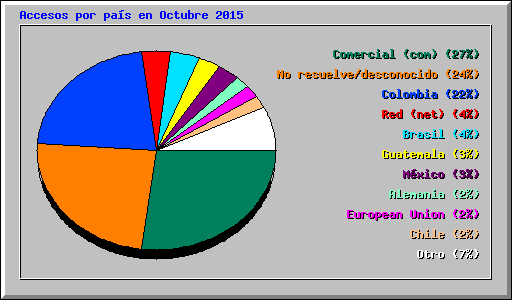 Accesos por país en Octubre 2015
Comercial (com) (27%)
No resuelve/desconocido (24%)
Colombia (22%)
Red (net) (4%)
Brasil (4%)
Guatemala (3%)
México (3%)
Alemania (2%)
European Union (2%)
Chile (2%)
Otro (7%)